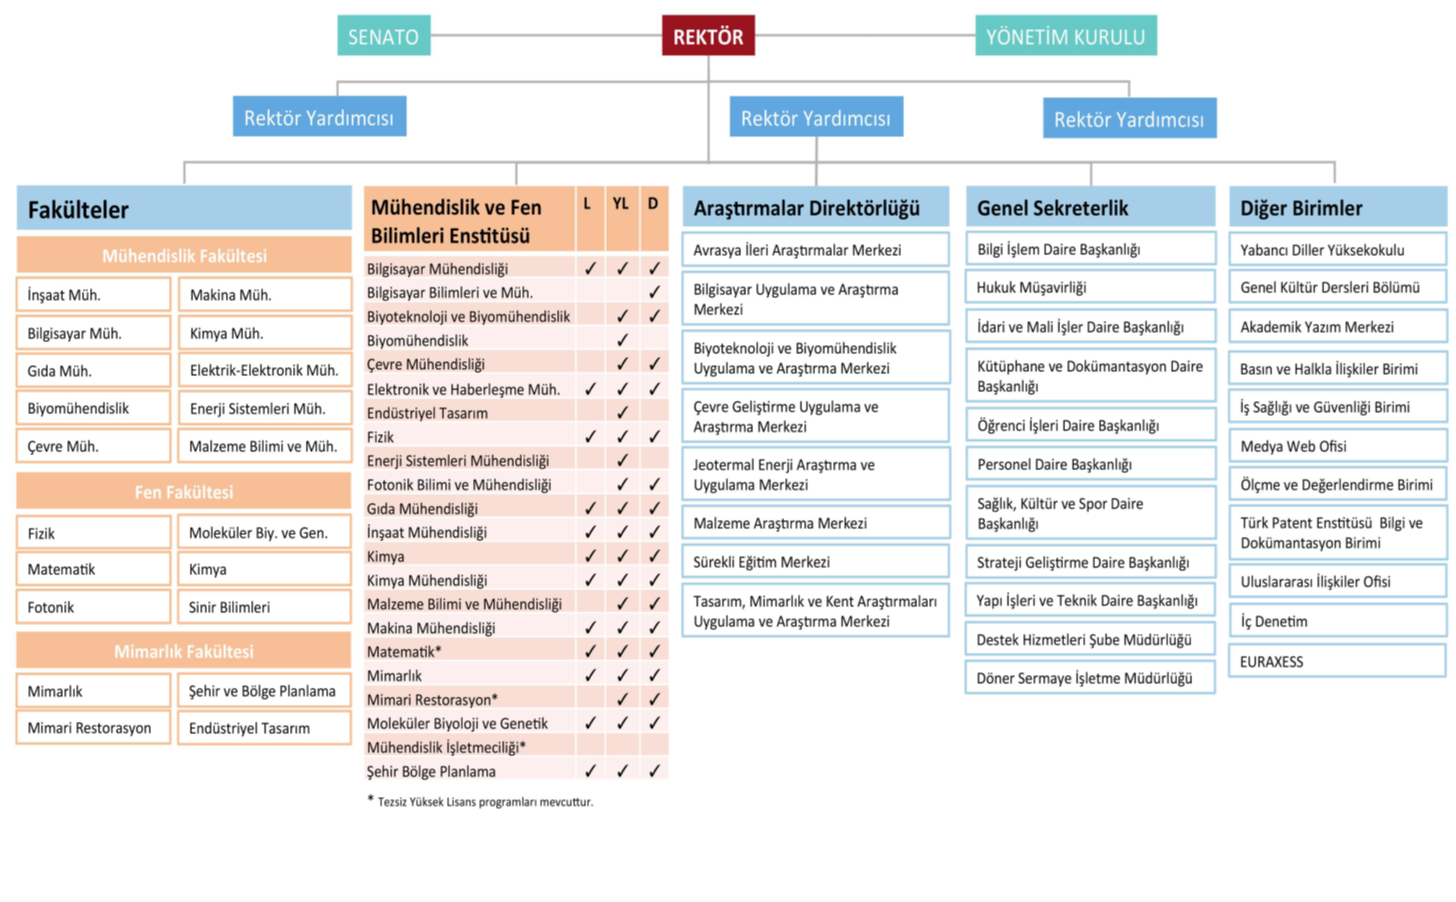 SENATO
REKTÖR
YÖNETİM KURULU
Rektör Yardımcısı
Rektör Yardımcısı
Rektör Yardımcısı
Fakülteler
Mühendislik Fakültesi
İnşaat Müh.
Makina Müh.
Bilgisayar Müh.
Kimya Müh.
Gıda Müh.
Elektrik-Elektronik Müh.
Biyomühendislik
Enerji Sistemleri Müh.
Çevre Müh.
Malzeme Bilimi ve Müh.
Fen Fakültesi
Fizik
Moleküler Biy. ve Gen.
Matematik
Kimya
Fotonik
Sinir Bilimleri
Mimarlık Fakültesi
Mimarlık
Şehir ve Bölge Planlama
Mimari Restorasyon
Endüstriyel Tasarım
Mühendislik ve Fen
Bilimleri Enstitüsü
L YL D
Bilgisayar Mühendisliği ✓ ✓ ✓
Bilgisayar Bilimleri ve Müh. ✓
Biyoteknoloji ve Biyomühendislik ✓ ✓
Biyomühendislik ✓
Çevre Mühendisliği ✓ ✓
Elektronik ve Haberleşme Müh. ✓ ✓ ✓
Endüstriyel Tasarım ✓
Fizik ✓ ✓ ✓
Enerji Sistemleri Mühendisliği ✓
Fotonik Bilimi ve Mühendisliği ✓ ✓
Gıda Mühendisliği ✓ ✓ ✓
İnşaat Mühendisliği ✓ ✓ ✓
Kimya ✓ ✓ ✓
Kimya Mühendisliği ✓ ✓ ✓
Malzeme Bilimi ve Mühendisliği ✓ ✓
Makina Mühendisliği ✓ ✓ ✓
Matematik* ✓ ✓ ✓
Mimarlık ✓ ✓ ✓
Mimari Restorasyon* ✓ ✓
Moleküler Biyoloji ve Genetik ✓ ✓ ✓
Mühendislik İşletmeciliği*
Şehir Bölge Planlama ✓ ✓ ✓
* Tezsiz Yüksek Lisans programları mevcuttur.
Araştırmalar Direktörlüğü
Avrasya İleri Araştırmalar Merkezi
Bilgisayar Uygulama ve Araştırma
Merkezi
Biyoteknoloji ve Biyomühendislik
Uygulama ve Araştırma Merkezi
Çevre Geliştirme Uygulama ve
Araştırma Merkezi
Jeotermal Enerji Araştırma ve
Uygulama Merkezi
Malzeme Araştırma Merkezi
Sürekli Eğitim Merkezi
Tasarım, Mimarlık ve Kent Araştırmaları
Uygulama ve Araştırma Merkezi
Genel Sekreterlik
Bilgi İşlem Daire Başkanlığı
Hukuk Müşavirliği
İdari ve Mali İşler Daire Başkanlığı
Kütüphane ve Dokümantasyon Daire
Başkanlığı
Öğrenci İşleri Daire Başkanlığı
Personel Daire Başkanlığı
Sağlık, Kültür ve Spor Daire
Başkanlığı
Strateji Geliştirme Daire Başkanlığı
Yapı İşleri ve Teknik Daire Başkanlığı
Destek Hizmetleri Şube Müdürlüğü
Döner Sermaye İşletme Müdürlüğü
Diğer Birimler
Yabancı Diller Yüksekokulu
Genel Kültür Dersleri Bölümü
Akademik Yazım Merkezi
Basın ve Halkla İlişkiler Birimi
İş Sağlığı ve Güvenliği Birimi
Medya Web Ofisi
Ölçme ve Değerlendirme Birimi
Türk Patent Enstitüsü Bilgi ve
Dokümantasyon Birimi
Uluslararası İlişkiler Ofisi
İç Denetim
EURAXESS